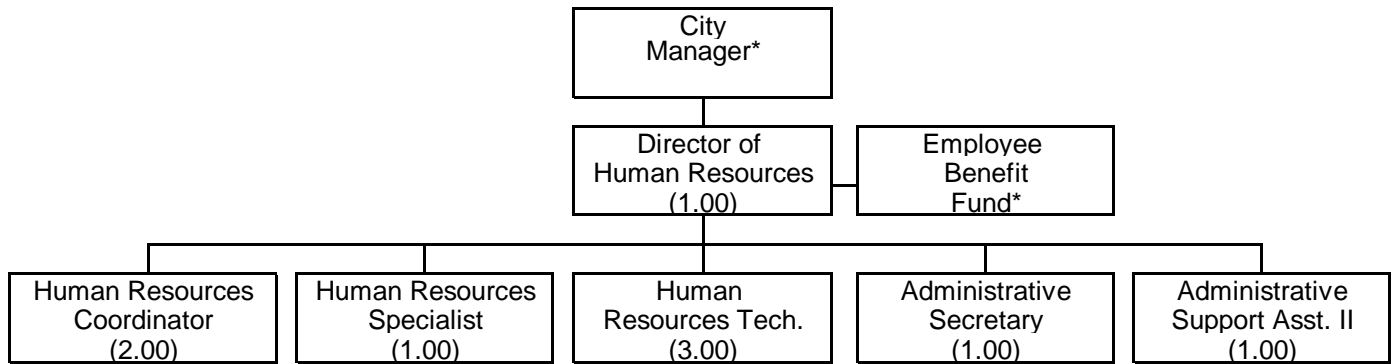 City
Manager*
Director of
Human Resources
(1.00)
Employee
Benefit
Fund*
Human Resources
Coordinator
(2.00)
Human Resources
Specialist
(1.00)
Human
Resources Tech.
(3.00)
Administrative
Secretary
(1.00)
Administrative
Support Asst. II
(1.00)